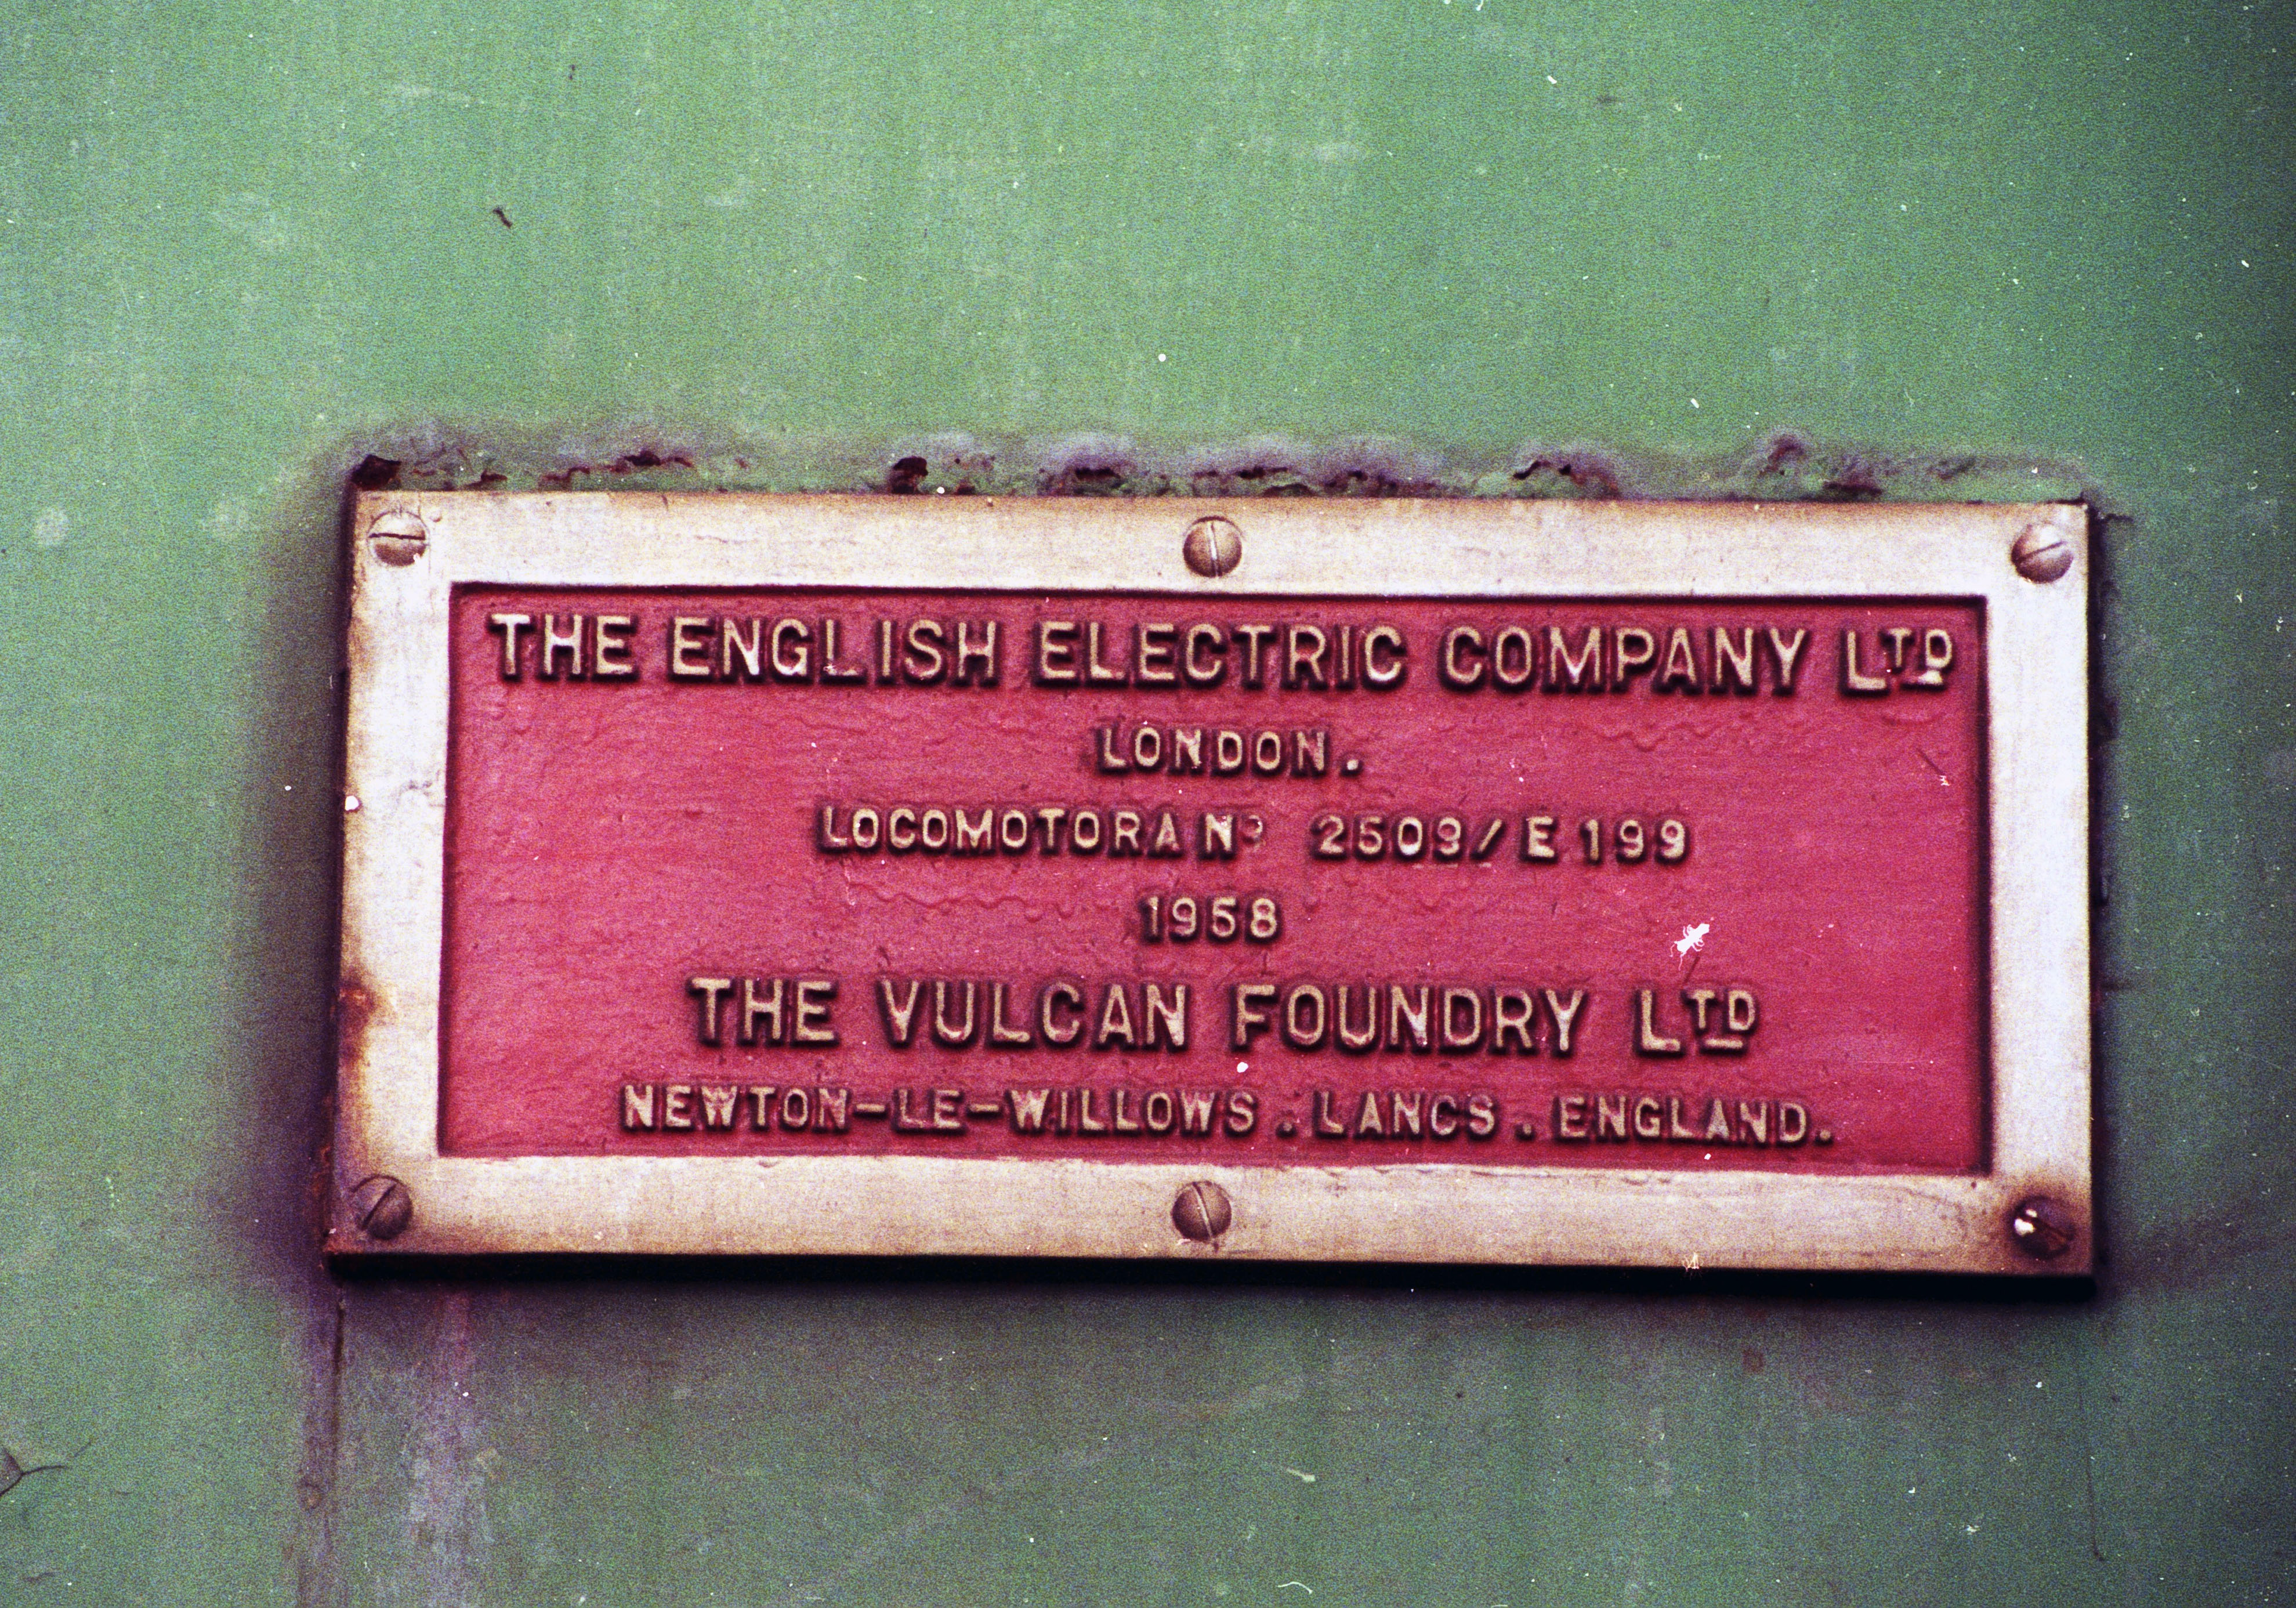 THE ENGLISH ELECTRIC COMPANY LTD
LONDON.
LOCOMOTORA Nº 2509/E 199
1958
THE VULCAN FOUNDRY LTD
NEWTON-LE-WILLOWS. LANCS. ENGLAND.